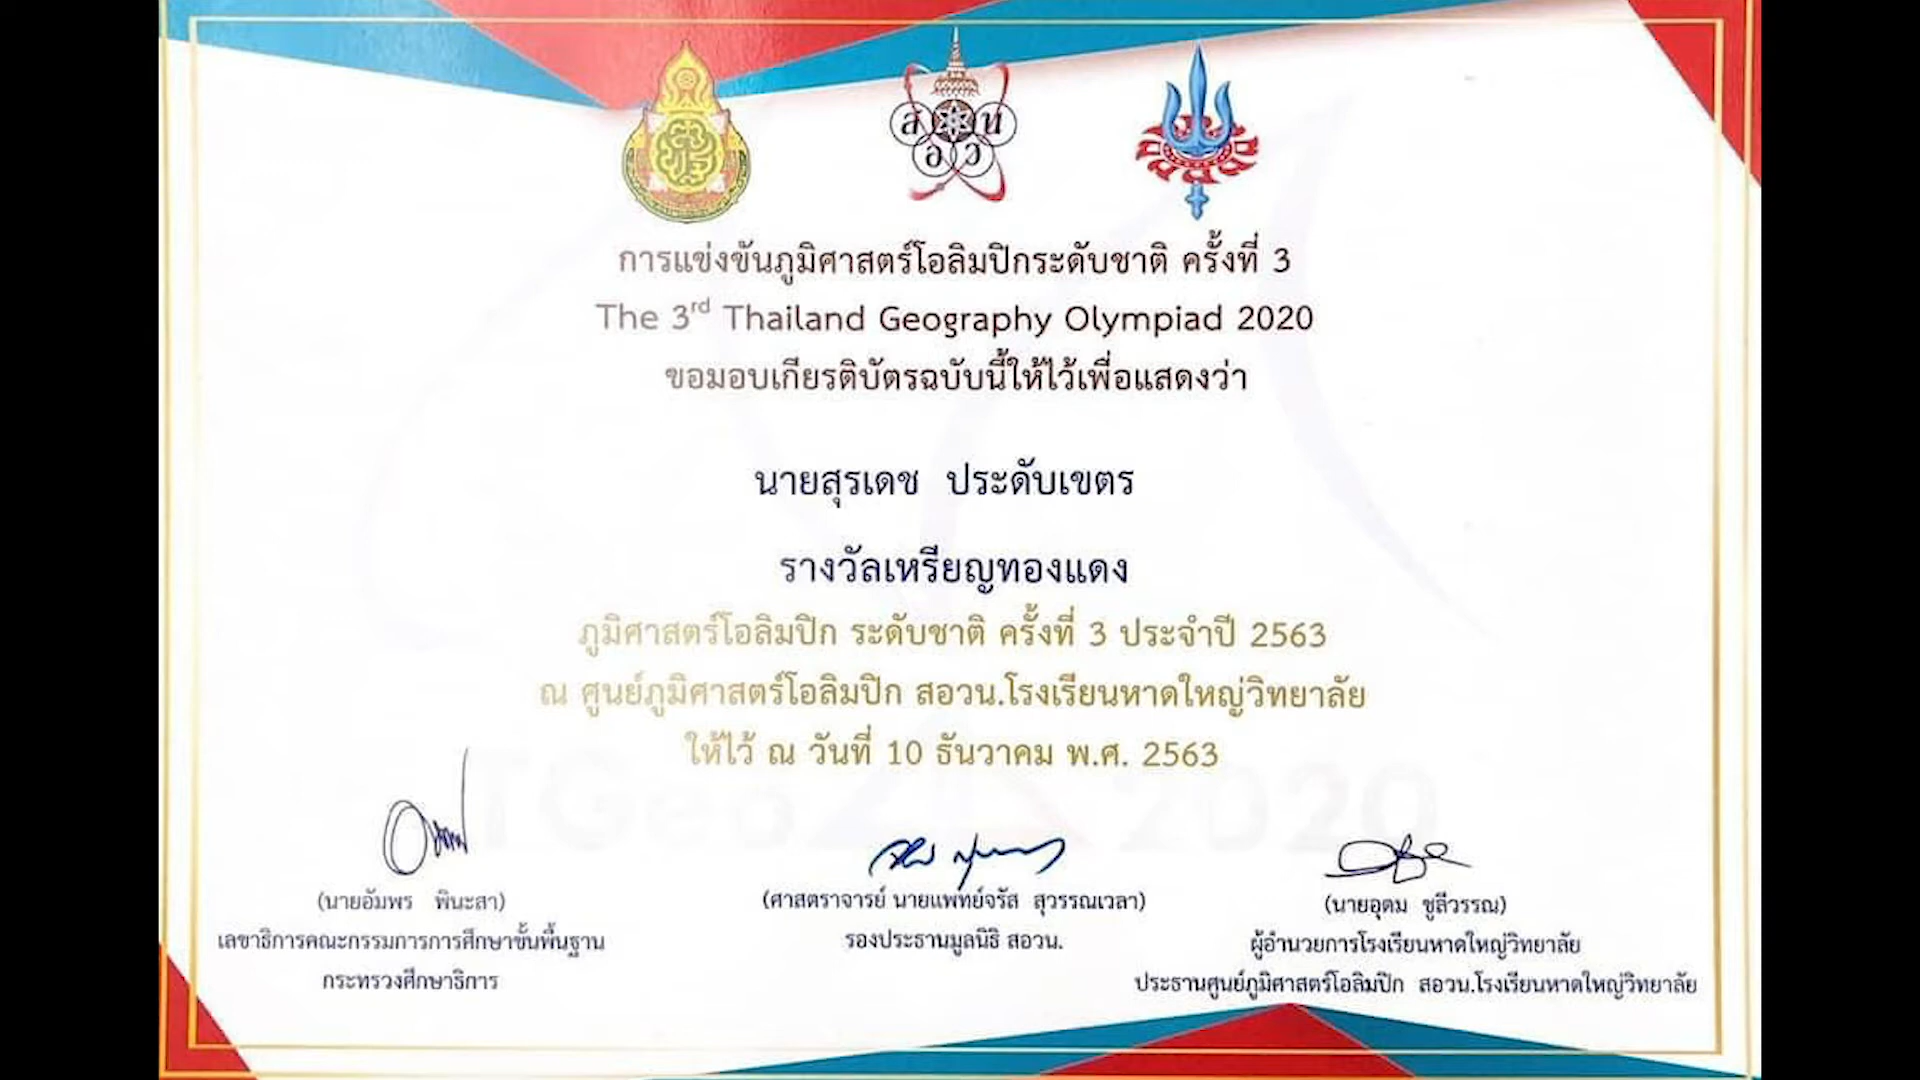 ส อ ว น
การแข่งขันภูมิศาสตร์โอลิมปิกระดับชาติ ครั้งที่ 3
The 3rd Thailand Geography Olympiad 2020
ขอมอบเกียรติบัตรฉบับนี้ให้ไว้เพื่อแสดงว่า
นายสุรเดช ประดับเขตร
รางวัลเหรียญทองแดง
ภูมิศาสตร์โอลิมปิก ระดับชาติ ครั้งที่ 3 ประจำปี 2563
ณ ศูนย์ภูมิศาสตร์โอลิมปิก สอวน.โรงเรียนหาดใหญ่วิทยาลัย
ให้ไว้ ณ วันที่ 10 ธันวาคม พ.ศ. 2563
TGeo 2020
(นายอัมพร พินะสา)
เลขาธิการคณะกรรมการการศึกษาขั้นพื้นฐาน
กระทรวงศึกษาธิการ
(ศาสตราจารย์ นายแพทย์จรัส สุวรรณเวลา)
รองประธานมูลนิธิ สอวน.
(นายอุดม ชูลีวรรณ)
ผู้อำนวยการโรงเรียนหาดใหญ่วิทยาลัย
ประธานศูนย์ภูมิศาสตร์โอลิมปิก สอวน.โรงเรียนหาดใหญ่วิทยาลัย